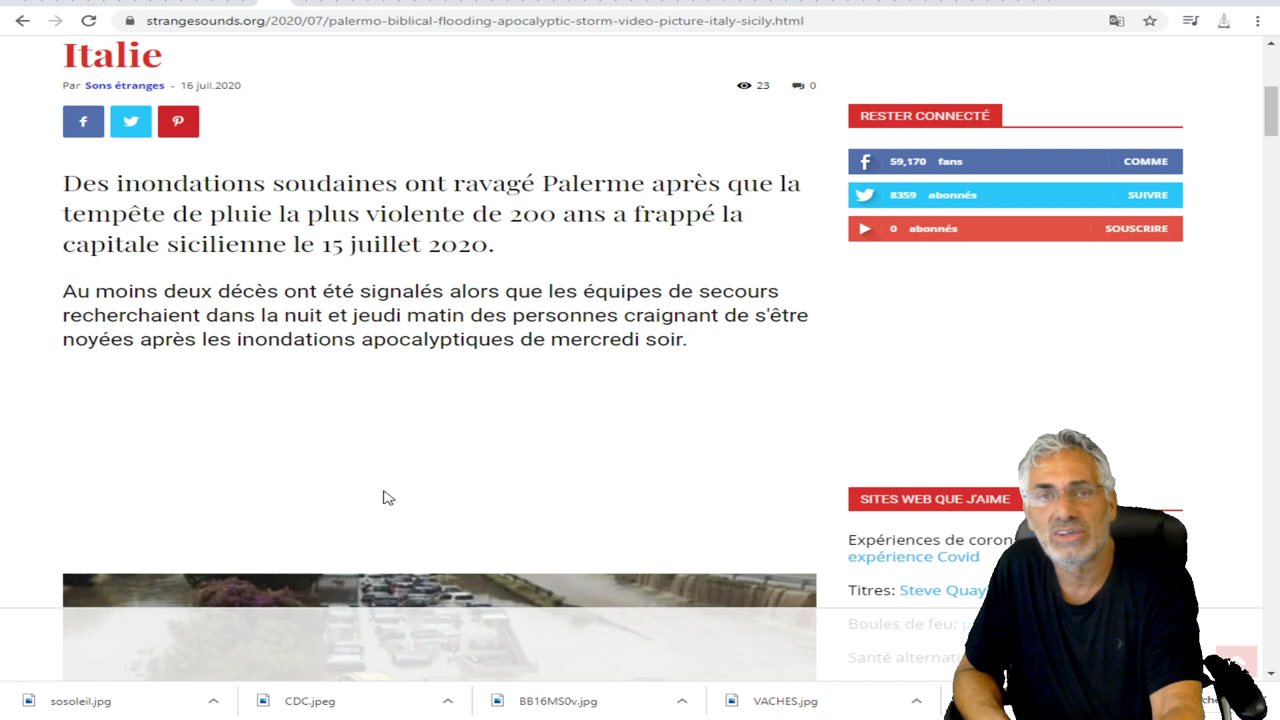 strangesounds.org/2020/07/palermo-biblical-flooding-apocalyptic-storm-video-picture-italy-sicily.html
Italie
Par Sons étranges - 16 juil.2020
23
0
Des inondations soudaines ont ravagé Palerme après que la
tempête de pluie la plus violente de 200 ans a frappé la
capitale sicilienne le 15 juillet 2020.
Au moins deux décès ont été signalés alors que les équipes de secours
recherchaient dans la nuit et jeudi matin des personnes craignant de s'être
noyées après les inondations apocalyptiques de mercredi soir.
RESTER CONNECTÉ
59,170 fans COMME
8359 abonnés SUIVRE
0 abonnés SOUSCRIRE
SITES WEB QUE J'AIME
Expériences de
expérience Covid
Titres: Steve Quay
Boules de feu:
Santé
sosoleil.jpg
CDC.jpeg
BB16MS0v.jpg
VACHES.jpg